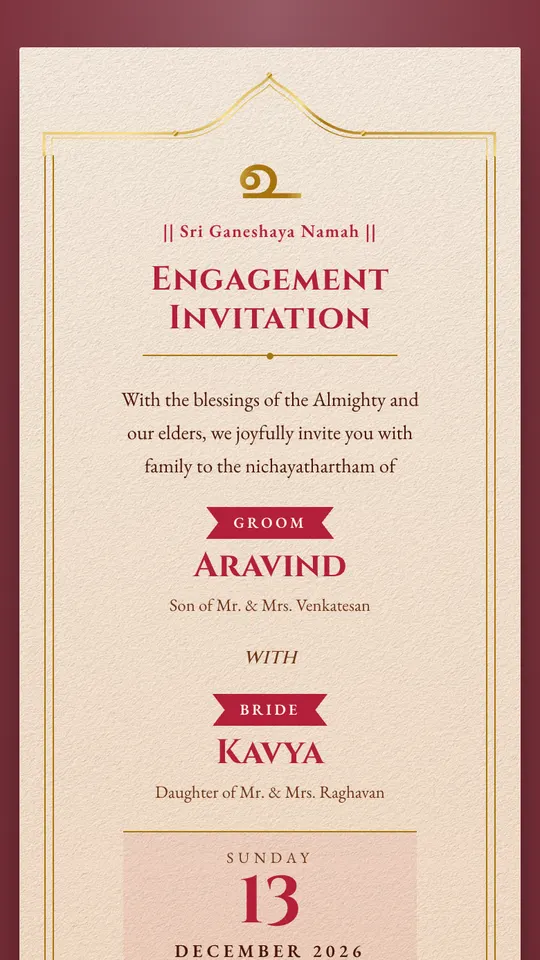 உ
|| Sri Ganeshaya Namah ||
Engagement
Invitation
With the blessings of the Almighty and
our elders, we joyfully invite you with
family to the nichayathartham of
GROOM
Aravind
Son of Mr. & Mrs. Venkatesan
WITH
BRIDE
Kavya
Daughter of Mr. & Mrs. Raghavan
SUNDAY
13
DECEMBER 2026